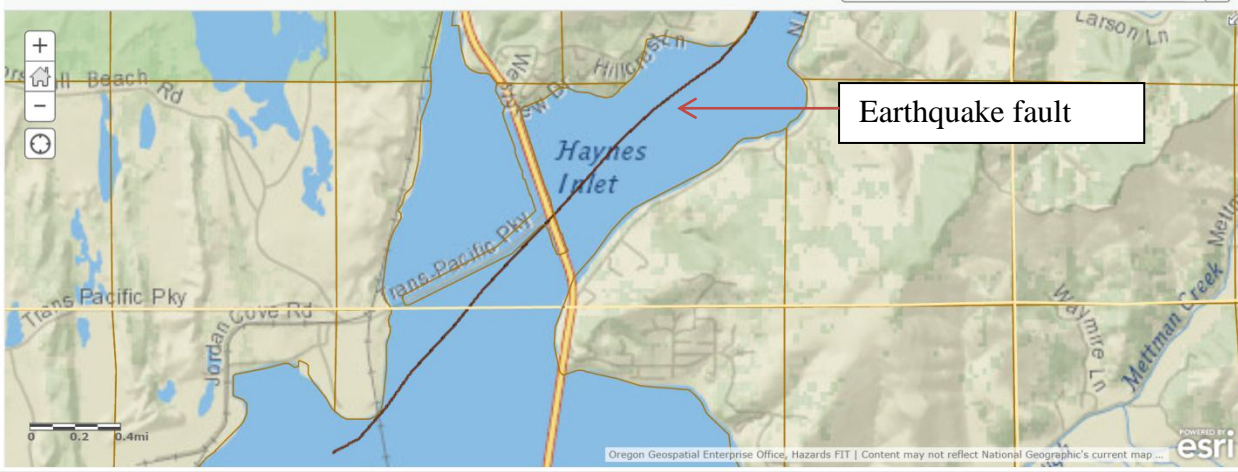 Larson Ln
Hillcrest Ln
Beach
Rd
Earthquake fault
Haynes
Inlet
Trans Pacific Pky
Trans Pacific Pky
Jordan Cove Rd
Waymire Ln
Mettman Creek
0 0.2 0.4mi
Oregon Geospatial Enterprise Office, Hazards FIT | Content may not reflect National Geographic's current map ...
POWERED BY
esri